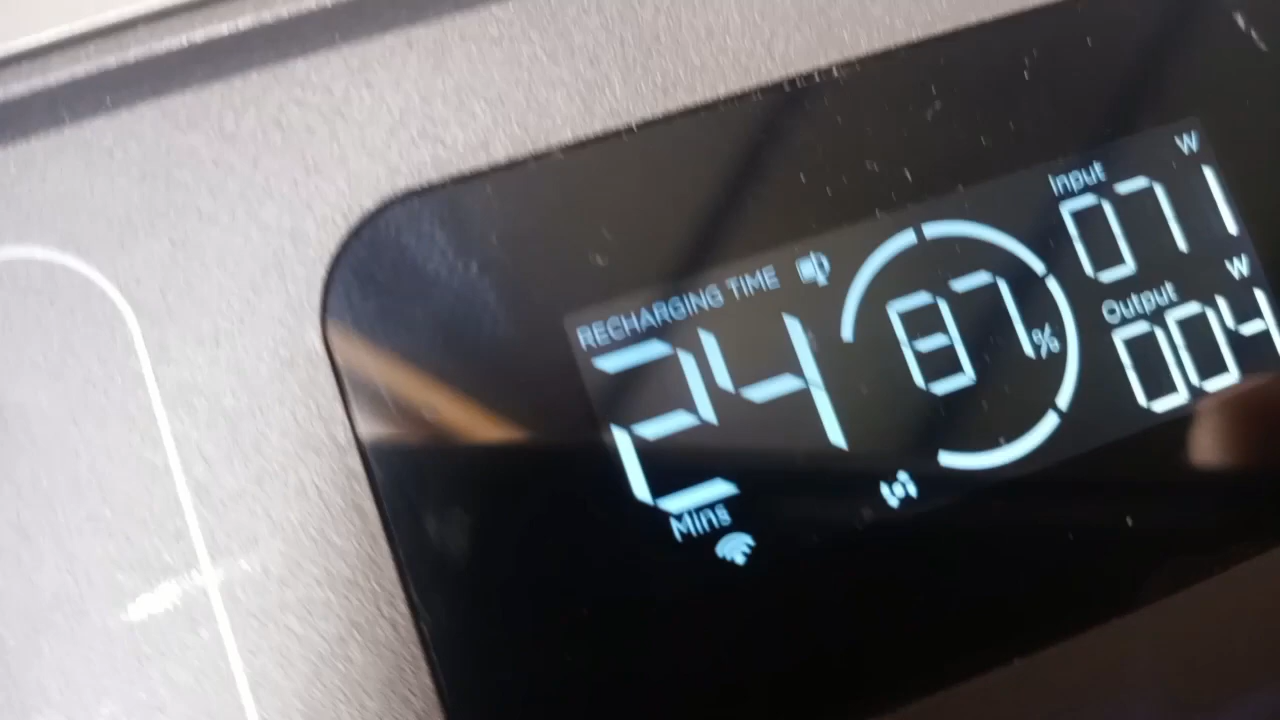 RECHARGING TIME
24
Mins
87%
Input W
071
Output W
004